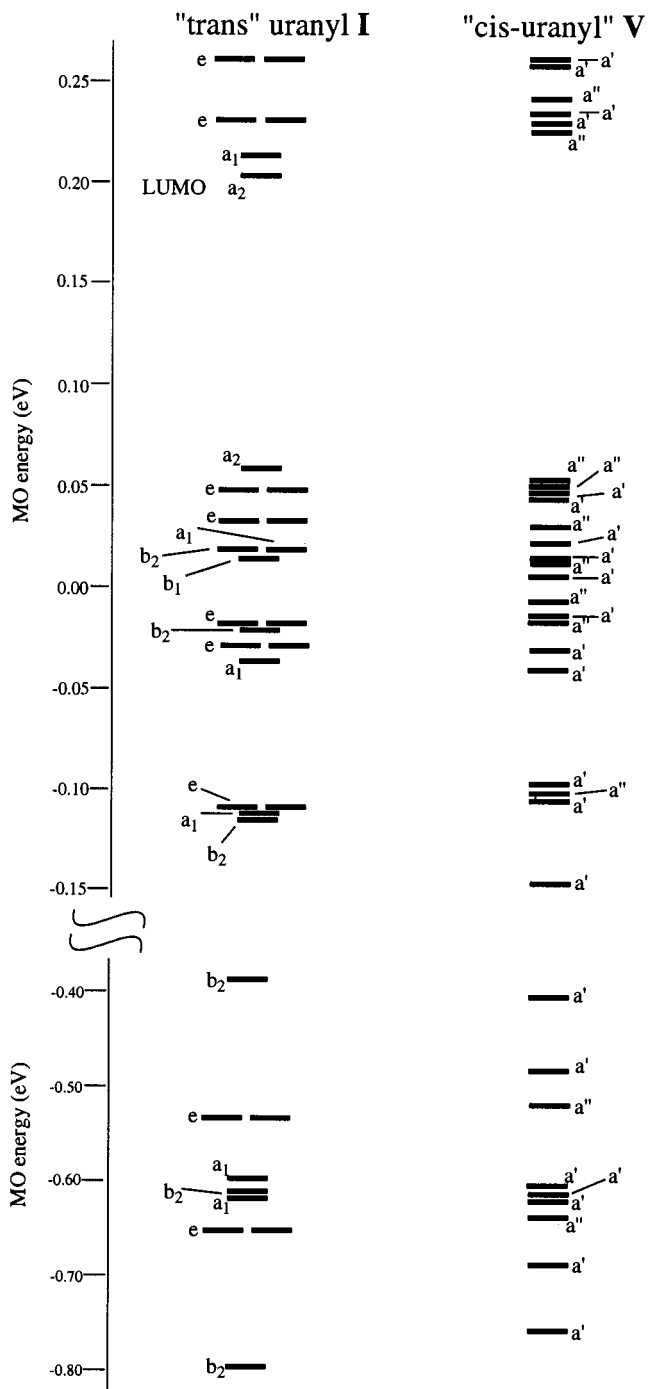 "trans" uranyl I "cis-uranyl" V
e a'
0.25 a'
a"
e a'
a'
a1 a"
LUMO a2
0.20
0.15
0.10
MO energy (eV)
a2 a" a"
0.05 e a' a'
e a"
a1 a'
b2 a'
b1 a"
0.00 a'
a"
e a'
b2 a"
e a'
a1 a'
-0.05
-0.10 a'
e a"
a1 a'
b2
-0.15 a'
b2
-0.40 a'
a'
-0.50
e a"
MO energy (eV)
-0.60 a1 a' a'
b2 a'
a1
e a"
-0.70 a'
a'
-0.80 b2